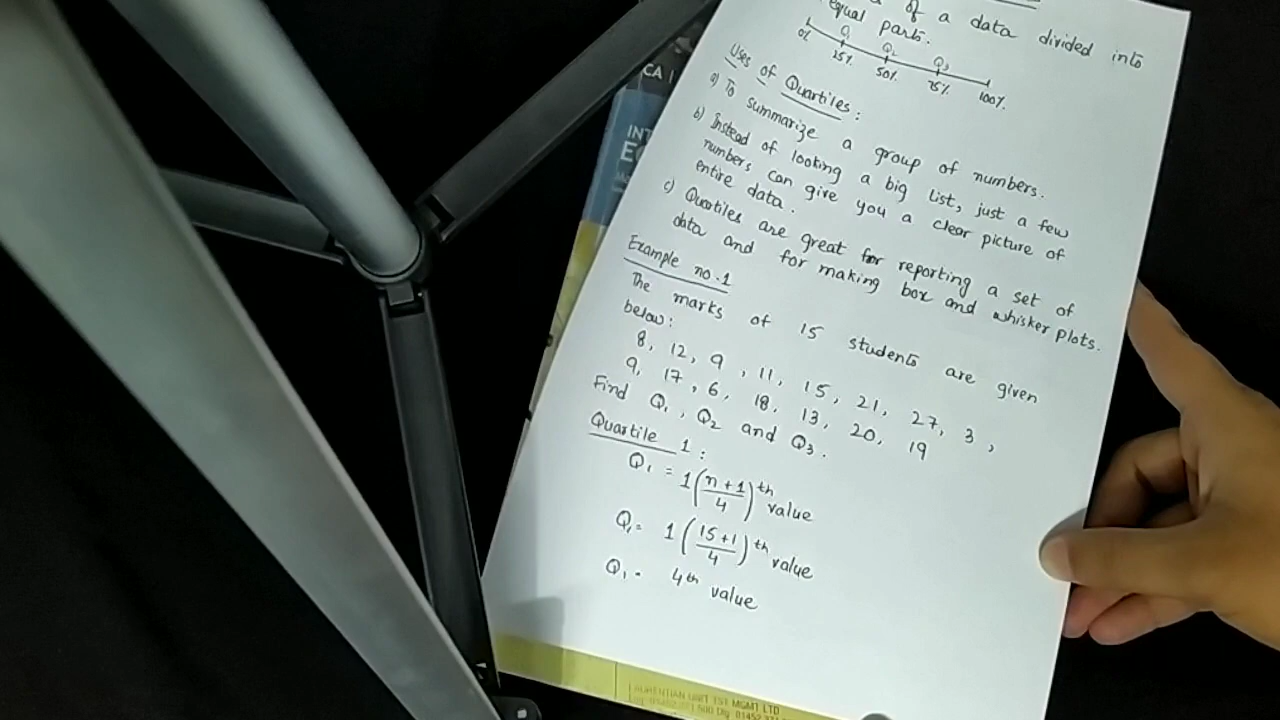 of a data divided into
equal parts.
Q1 Q2 Q3
0% 25% 50% 75% 100%
Uses of Quartiles:
a) To summarize a group of numbers.
b) Instead of looking a big list, just a few
numbers can give you a clear picture of
entire data.
c) Quartiles are great for reporting a set of
data and for making box and whisker plots.
Example no.1
The marks of 15 students are given
below:
8, 12, 9, 11, 15, 21, 27, 3,
9, 17, 6, 18, 13, 20, 19
Find Q1, Q2 and Q3.
Quartile 1:
Q1 = 1(n+1/4)th value
Q1 = 1(15+1/4)th value
Q1 = 4th value
CA
INT